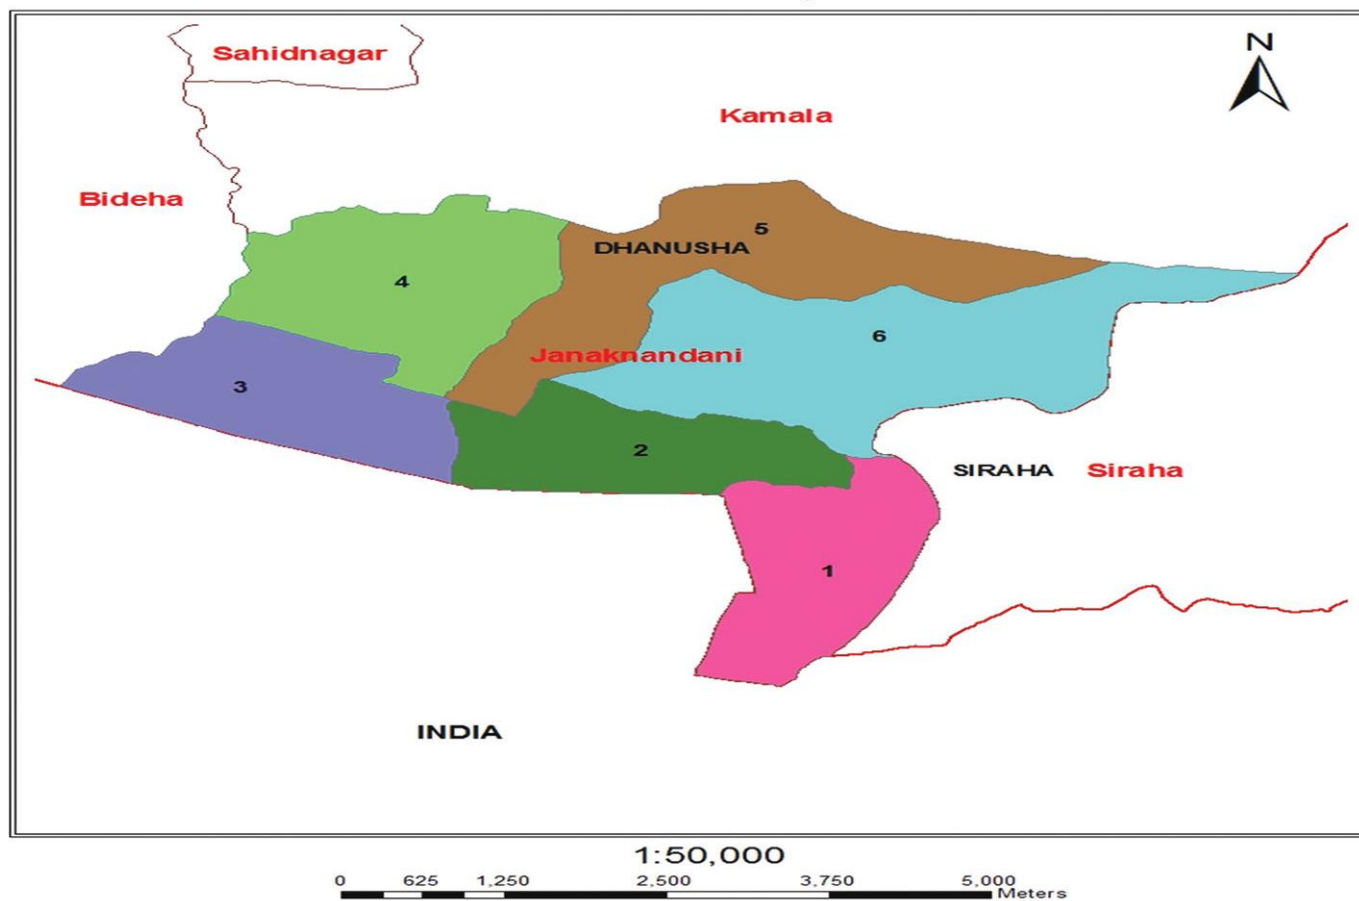 Sahidnagar
N
Kamala
Bideha
5
DHANUSHA
4
6
Janaknandani
3
2
SIRAHA Siraha
1
INDIA
1:50,000
0 625 1,250 2,500 3,750 5,000
Meters